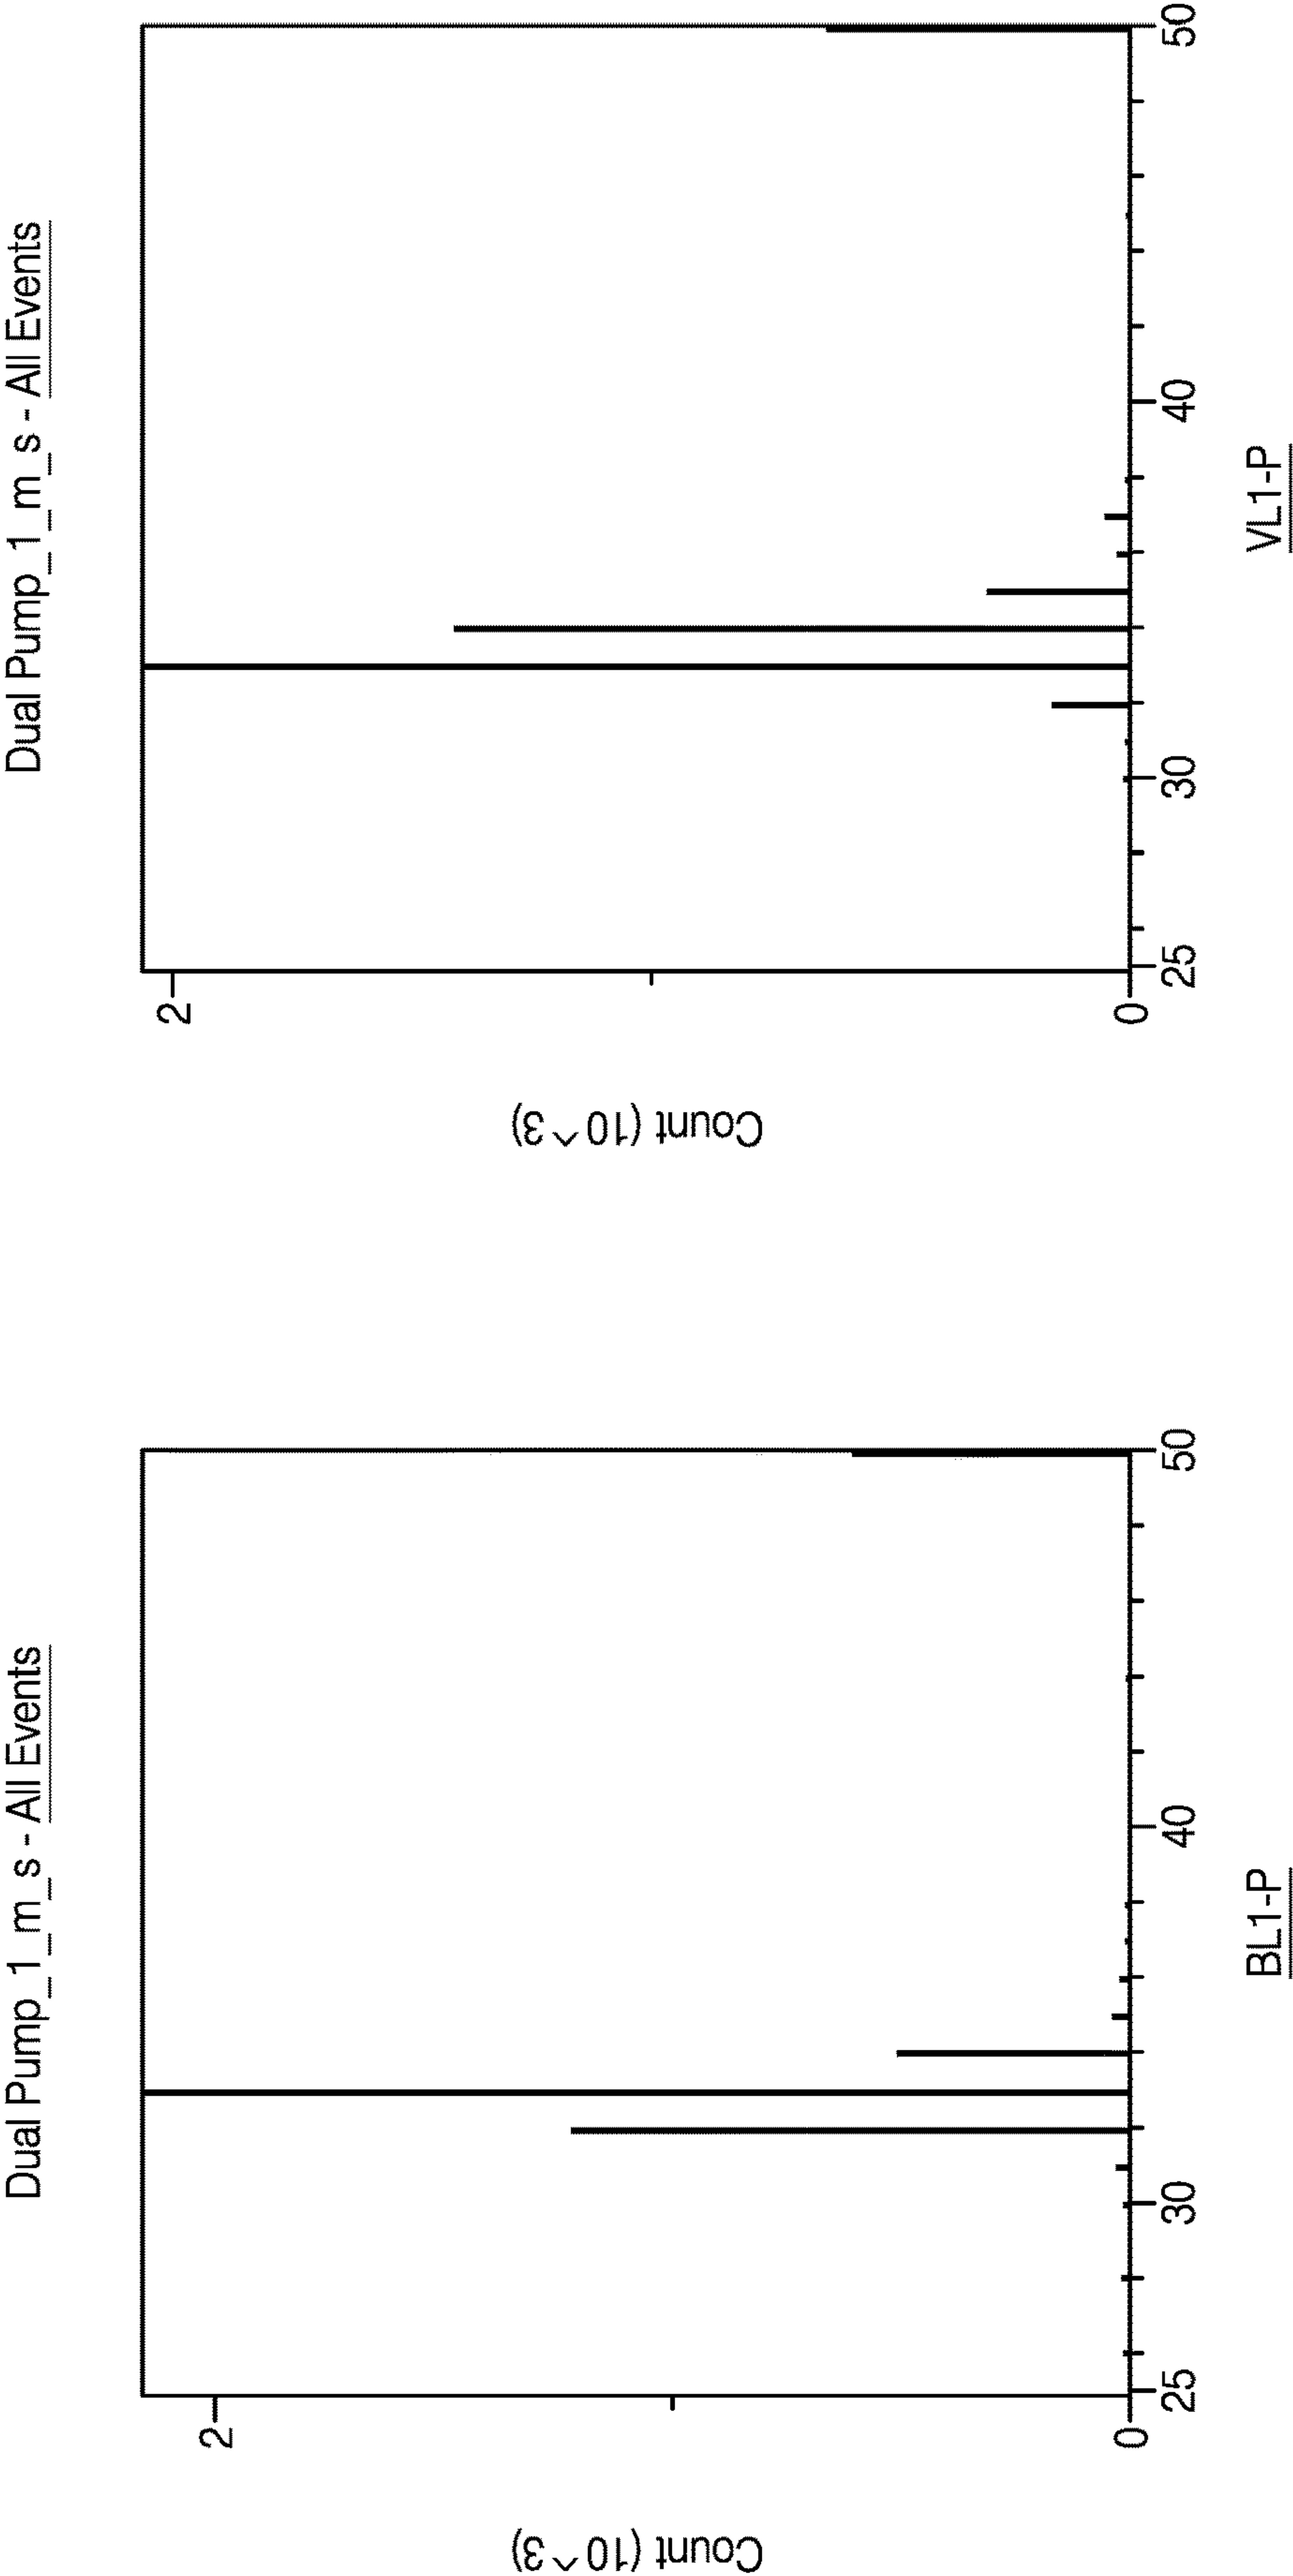 Dual Pump_1_m_s - All Events
Count (10^3)
2
0
25
30
40
50
BL1-P
Dual Pump_1_m_s - All Events
Count (10^3)
2
0
25
30
40
50
VL1-P